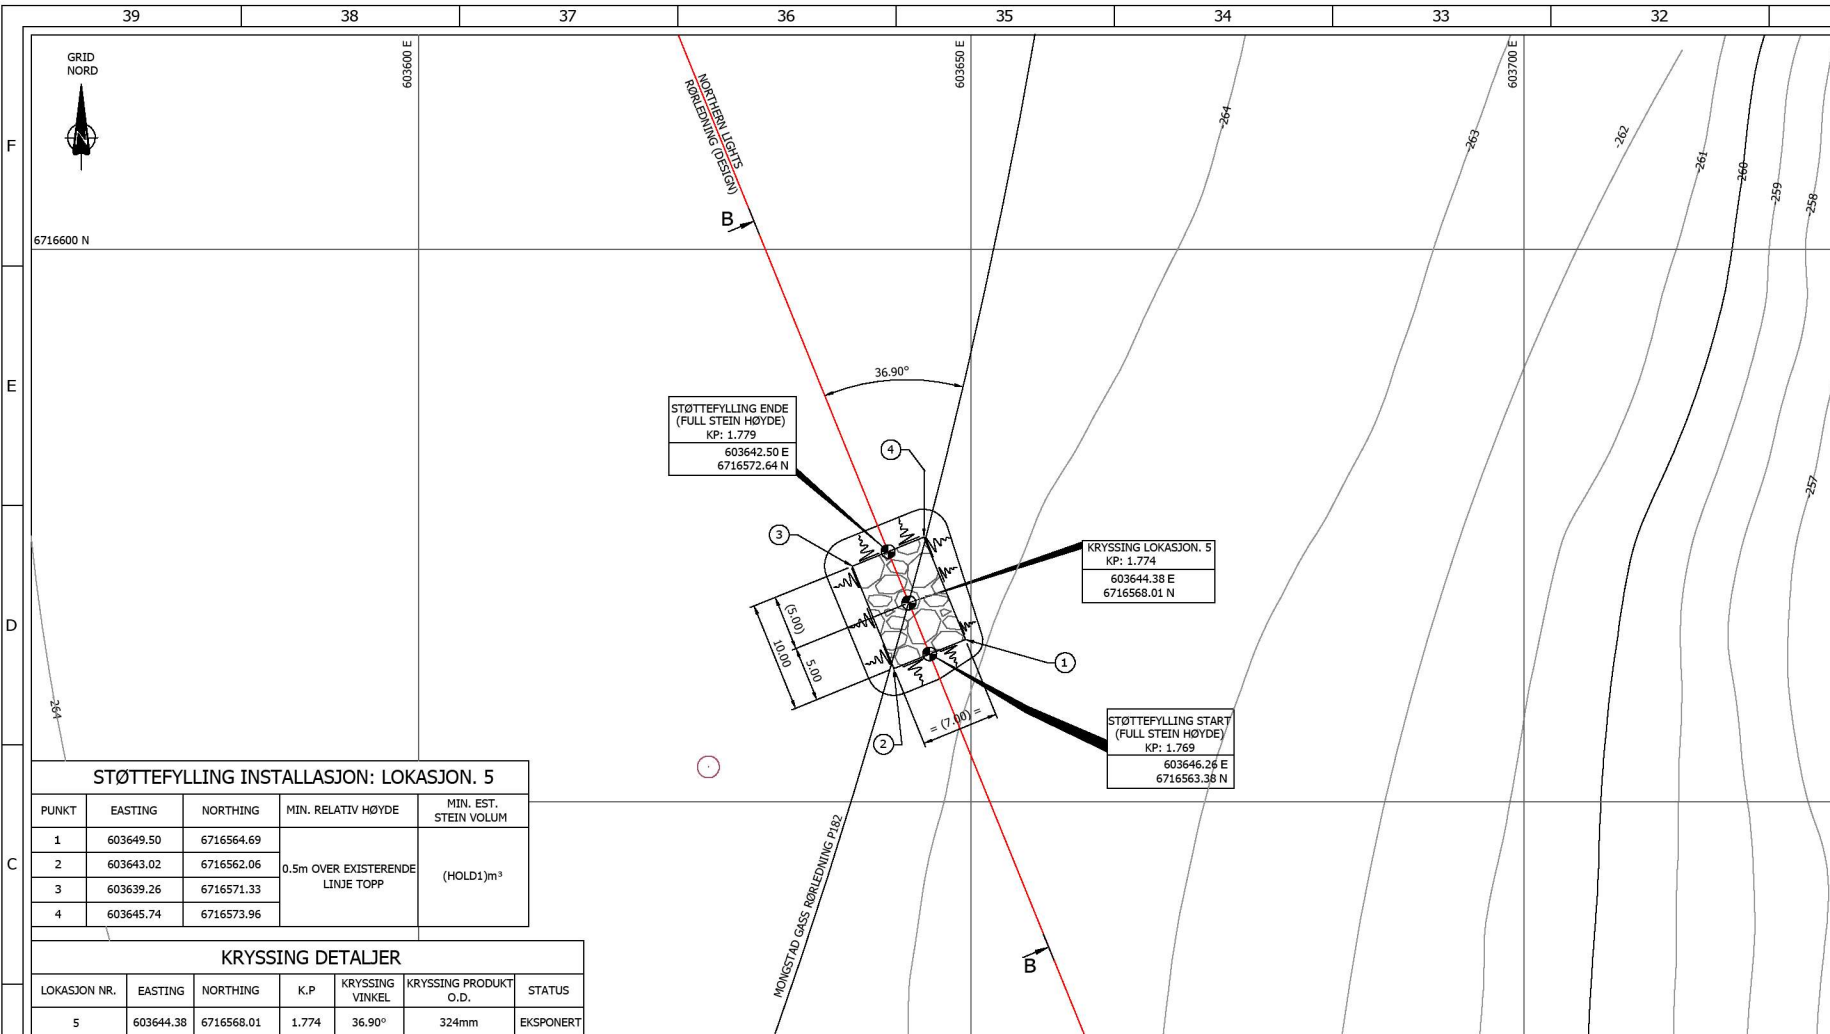 39 38 37 36 35 34 33 32
F
E
D
C
GRID
NORD
603600 E
603650 E
603700 E
6716600 N
NORTHERN LIGHTS
RØRLEDNING (DESIGN)
B
-264
-263
-262
-261
-260
-259
-258
-257
36.90°
STØTTEFYLLING ENDE
(FULL STEIN HØYDE)
KP: 1.779
603642.50 E
6716572.64 N
4
3
KRYSSING LOKASJON. 5
KP: 1.774
603644.38 E
6716568.01 N
(5.00)
10.00
5.00
1
= (7.00) =
2
STØTTEFYLLING START
(FULL STEIN HØYDE)
KP: 1.769
603646.26 E
6716563.38 N
-264
MONGSTAD GASS RØRLEDNING P182
B
STØTTEFYLLING INSTALLASJON: LOKASJON. 5
PUNKT EASTING NORTHING MIN. RELATIV HØYDE MIN. EST.
STEIN VOLUM
1 603649.50 6716564.69
2 603643.02 6716562.06
3 603639.26 6716571.33
4 603645.74 6716573.96
0.5m OVER EXISTERENDE
LINJE TOPP
(HOLD1)m³
KRYSSING DETALJER
LOKASJON NR. EASTING NORTHING K.P KRYSSING
VINKEL KRYSSING PRODUKT
O.D. STATUS
5 603644.38 6716568.01 1.774 36.90° 324mm EKSPONERT